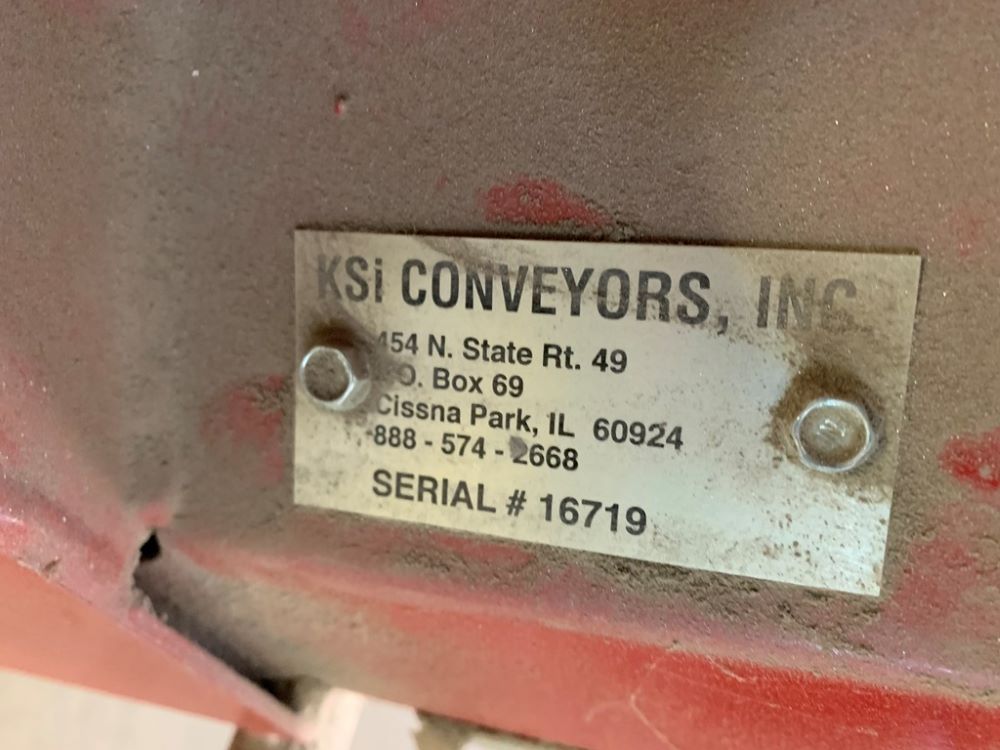 KSi CONVEYORS, INC.
454 N. State Rt. 49
P.O. Box 69
Cissna Park, IL 60924
888 - 574 - 2668
SERIAL # 16719